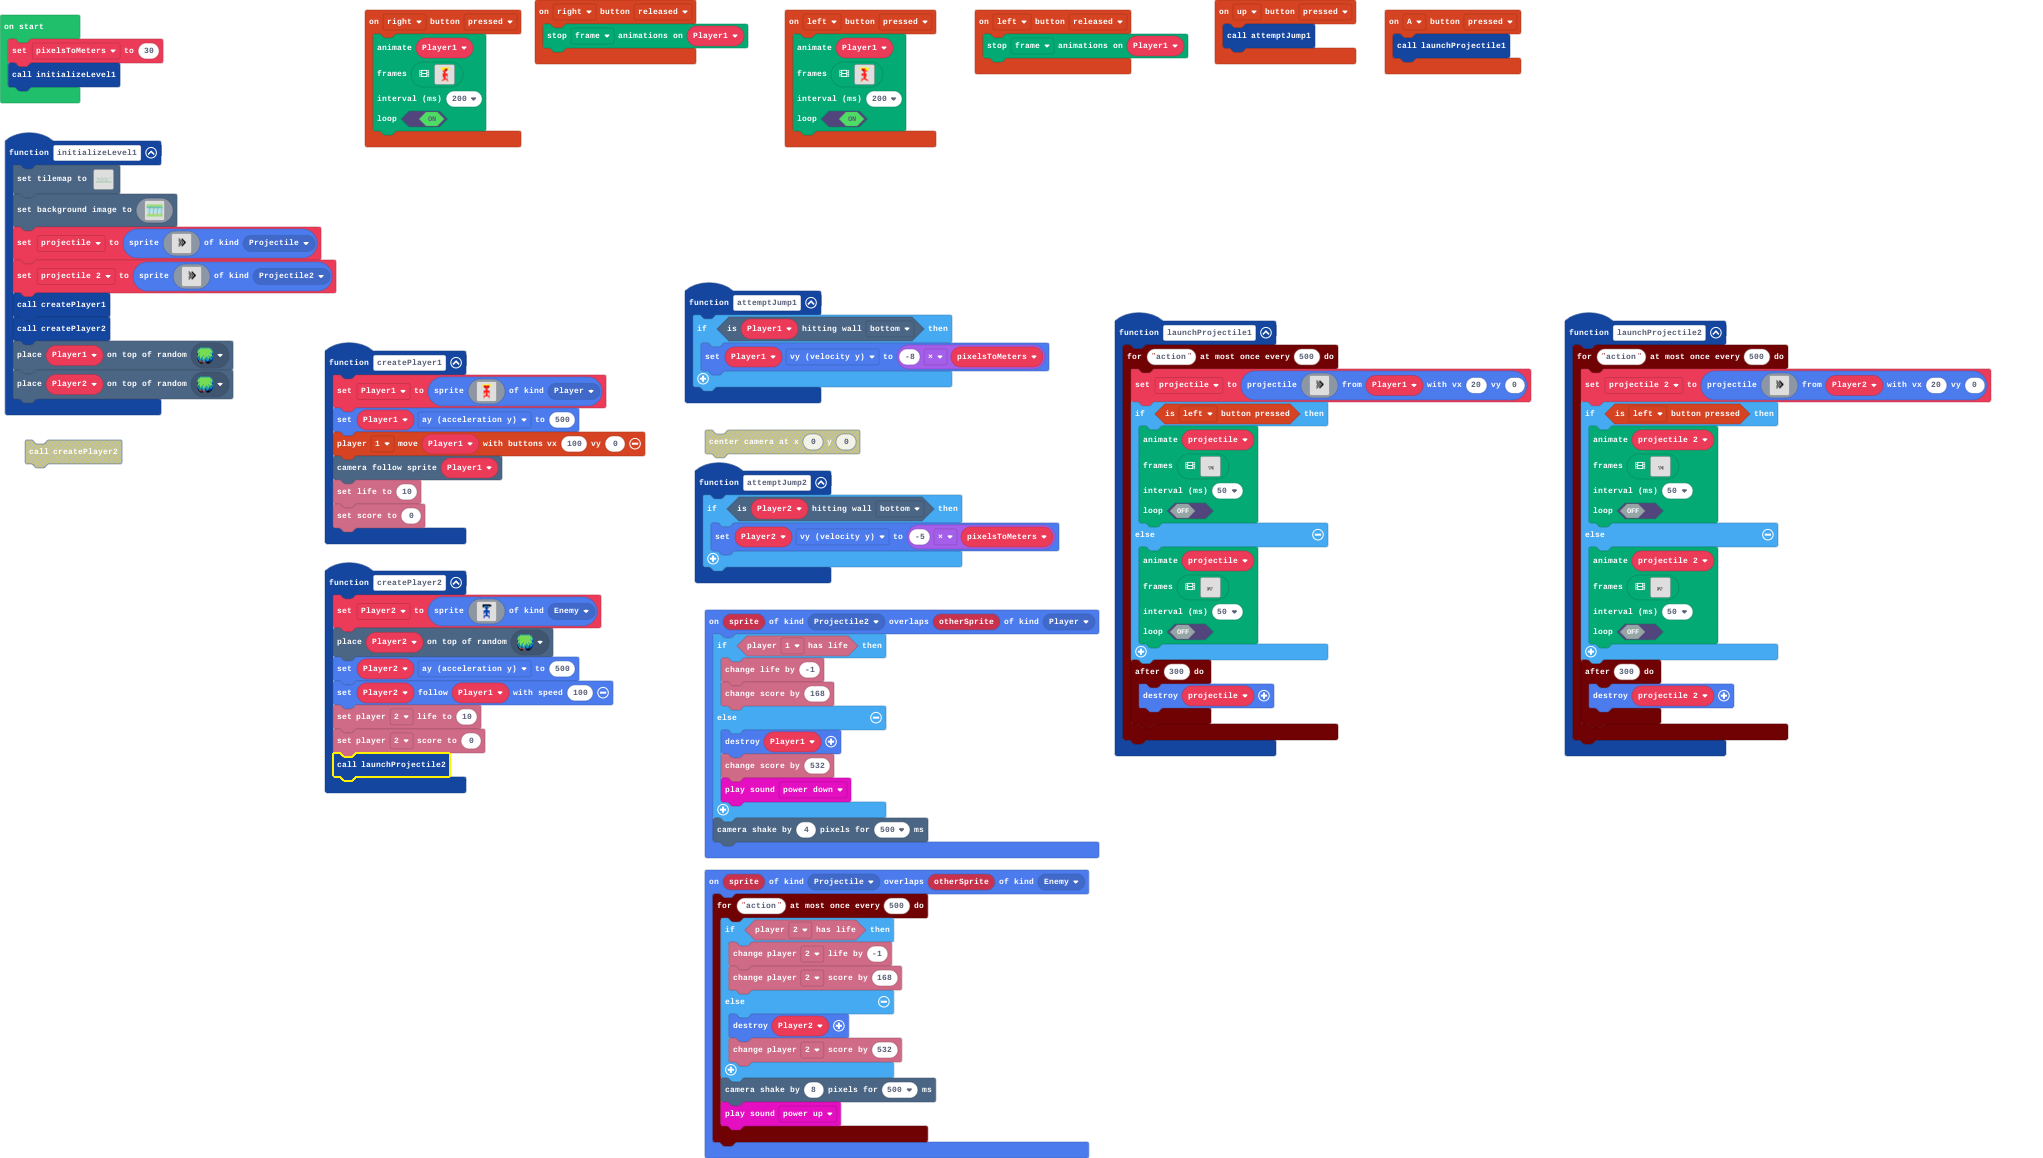 on start
set pixelsToMeters to 30
call initializeLevel1
on right button pressed
animate Player1
frames
interval (ms) 200
loop ON
on right button released
stop frame animations on Player1
on left button pressed
animate Player1
frames
interval (ms) 200
loop ON
on left button released
stop frame animations on Player1
on up button pressed
call attemptJump1
on A button pressed
call launchProjectile1
function initializeLevel1
set tilemap to
set background image to
set projectile to sprite of kind Projectile
set projectile 2 to sprite of kind Projectile2
call createPlayer1
call createPlayer2
place Player1 on top of random
place Player2 on top of random
call createPlayer2
function createPlayer1
set Player1 to sprite of kind Player
set Player1 ay (acceleration y) to 500
player 1 move Player1 with buttons vx 100 vy 0
camera follow sprite Player1
set life to 10
set score to 0
function createPlayer2
set Player2 to sprite of kind Enemy
place Player2 on top of random
set Player2 ay (acceleration y) to 500
set Player2 follow Player1 with speed 100
set player 2 life to 10
set player 2 score to 0
call launchProjectile2
function attemptJump1
if is Player1 hitting wall bottom then
set Player1 vy (velocity y) to -8 × pixelsToMeters
center camera at x 0 y 0
function attemptJump2
if is Player2 hitting wall bottom then
set Player2 vy (velocity y) to -5 × pixelsToMeters
on sprite of kind Projectile2 overlaps otherSprite of kind Player
if player 1 has life then
change life by -1
change score by 168
else
destroy Player1
change score by 532
play sound power down
camera shake by 4 pixels for 500 ms
on sprite of kind Projectile overlaps otherSprite of kind Enemy
for "action" at most once every 500 do
if player 2 has life then
change player 2 life by -1
change player 2 score by 168
else
destroy Player2
change player 2 score by 532
camera shake by 8 pixels for 500 ms
play sound power up
function launchProjectile1
for "action" at most once every 500 do
set projectile to projectile from Player1 with vx 20 vy 0
if is left button pressed then
animate projectile
frames
interval (ms) 50
loop OFF
else
animate projectile
frames
interval (ms) 50
loop OFF
after 300 do
destroy projectile
function launchProjectile2
for "action" at most once every 500 do
set projectile 2 to projectile from Player2 with vx 20 vy 0
if is left button pressed then
animate projectile 2
frames
interval (ms) 50
loop OFF
else
animate projectile 2
frames
interval (ms) 50
loop OFF
after 300 do
destroy projectile 2